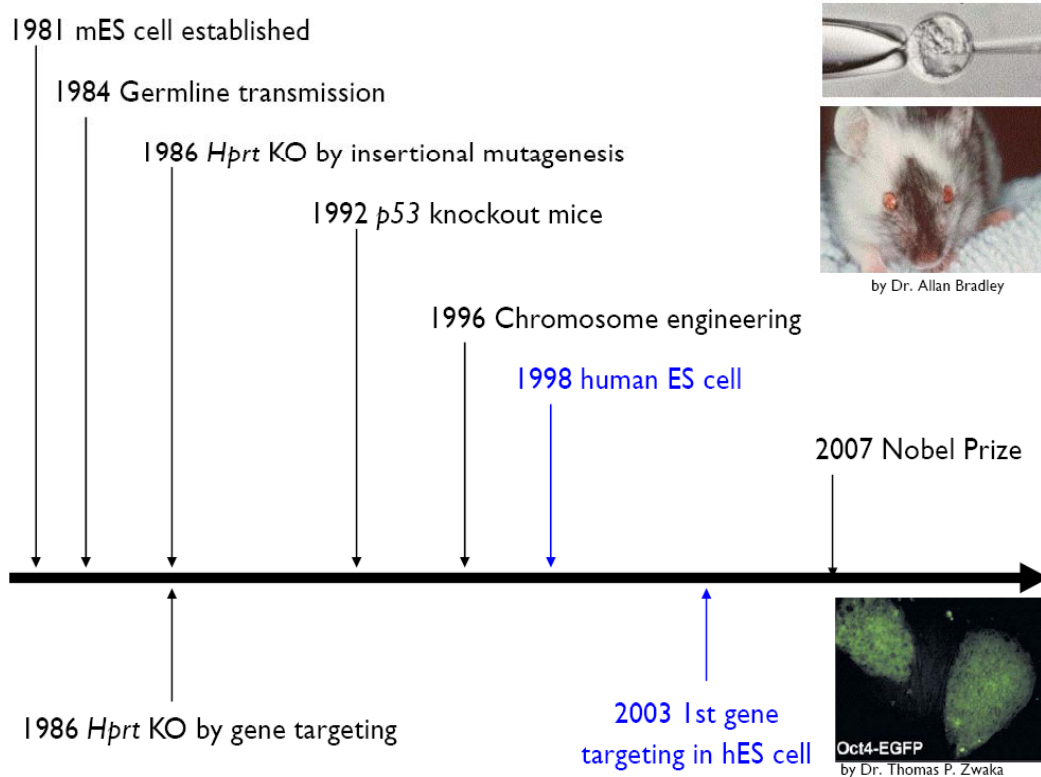 1981 mES cell established
1984 Germline transmission
1986 Hprt KO by insertional mutagenesis
1992 p53 knockout mice
by Dr. Allan Bradley
1996 Chromosome engineering
1998 human ES cell
2007 Nobel Prize
1986 Hprt KO by gene targeting
2003 1st gene
targeting in hES cell
Oct4-EGFP
by Dr. Thomas P. Zwaka